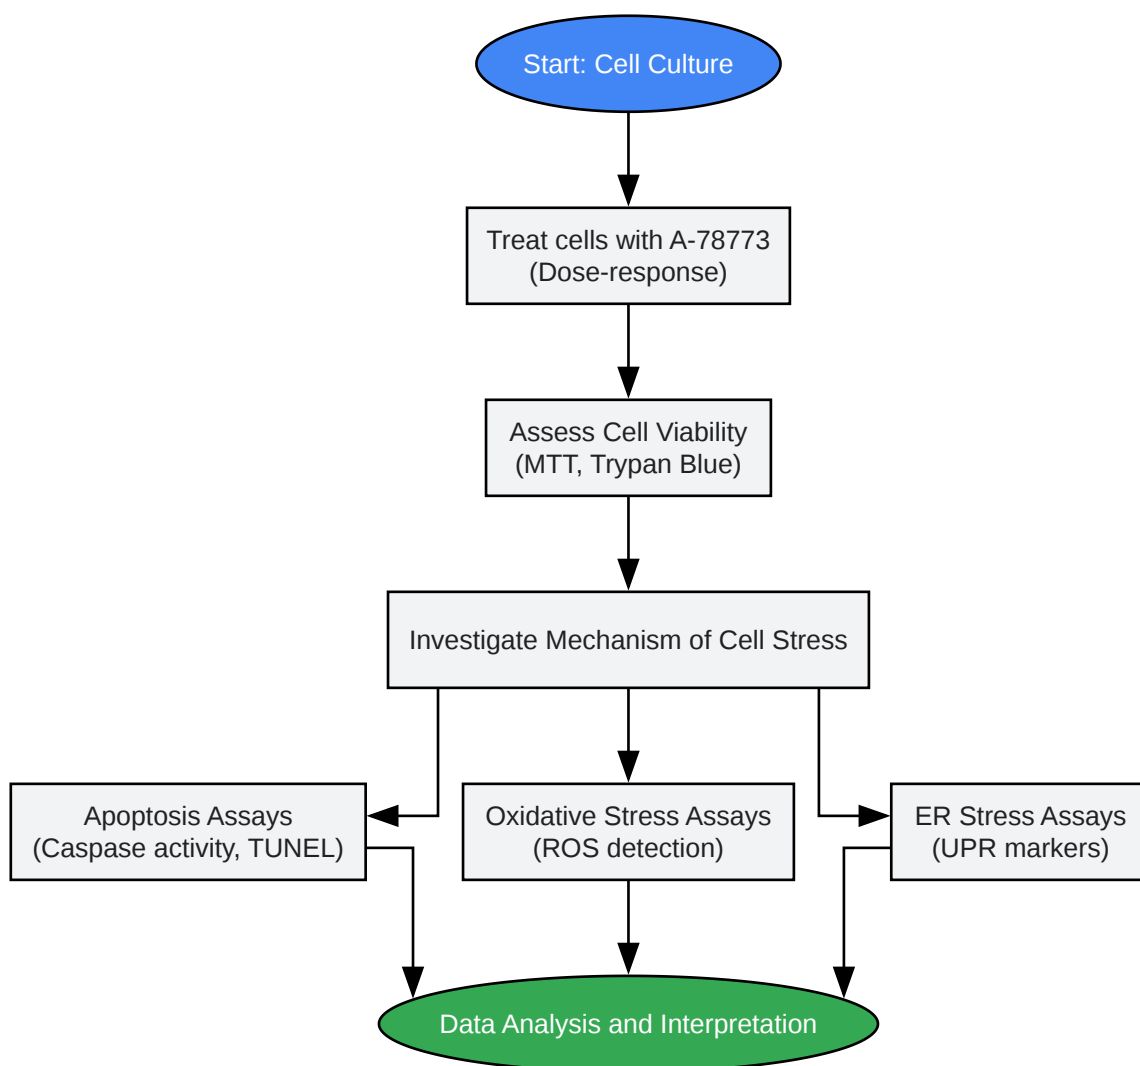 Start: Cell Culture
Treat cells with A-78773
(Dose-response)
Assess Cell Viability
(MTT, Trypan Blue)
Investigate Mechanism of Cell Stress
Apoptosis Assays
(Caspase activity, TUNEL)
Oxidative Stress Assays
(ROS detection)
ER Stress Assays
(UPR markers)
Data Analysis and Interpretation